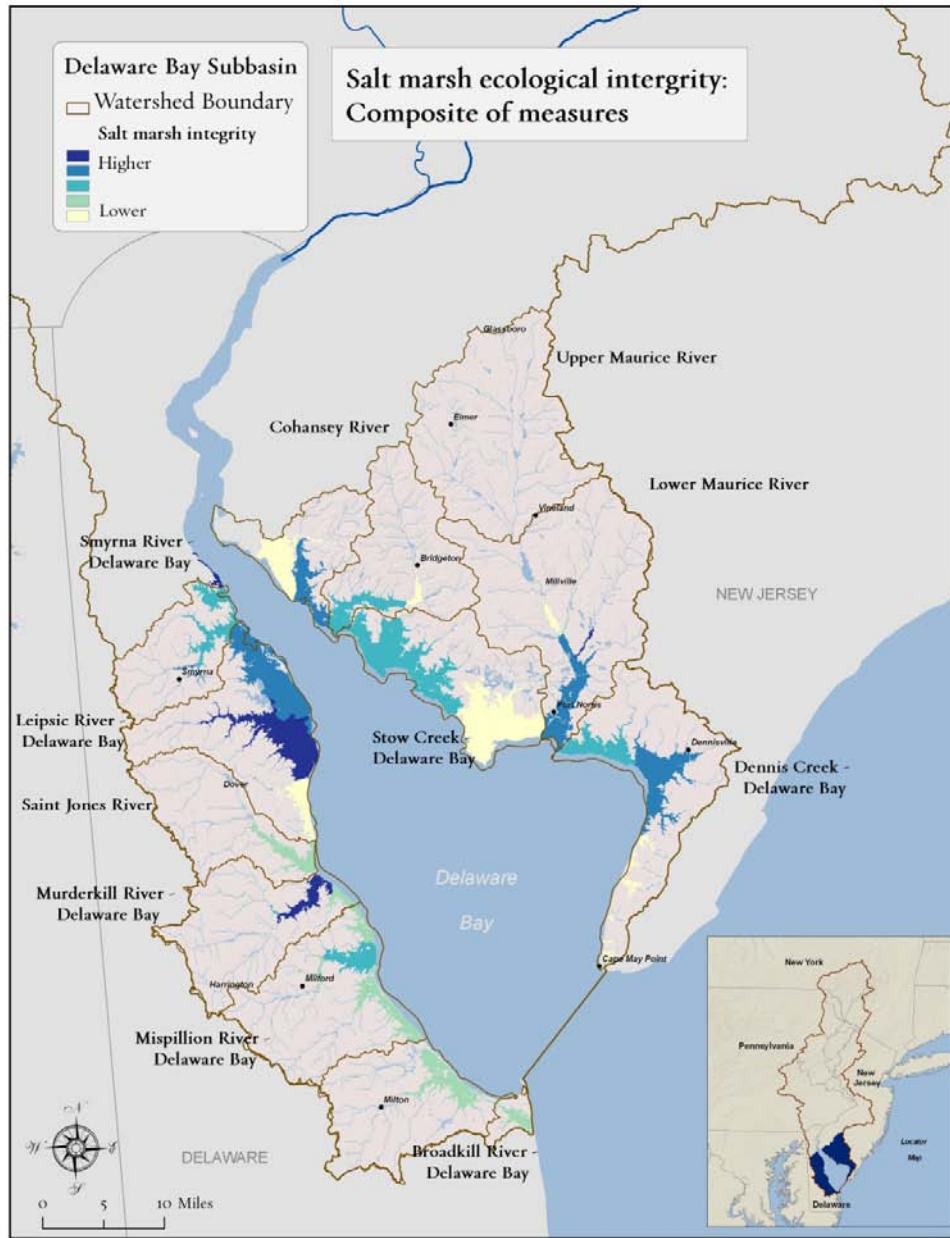 Delaware Bay Subbasin
Watershed Boundary
Salt marsh integrity
Higher
Lower
Salt marsh ecological intergrity:
Composite of measures
Glassboro
Upper Maurice River
Elmer
Cohansey River
Lower Maurice River
Vineland
Smyrna River -
Delaware Bay
Bridgeton
Millville
NEW JERSEY
Smyrna
Leipsic River -
Delaware Bay
Port Norris
Stow Creek -
Delaware Bay
Dennisville
Dennis Creek -
Delaware Bay
Saint Jones River
Dover
Delaware
Bay
Murderkill River -
Delaware Bay
Cape May Point
Harrington
Milford
Mispillion River -
Delaware Bay
Milton
Broadkill River -
Delaware Bay
DELAWARE
N
W E
S
0 5 10 Miles
New York
Pennsylvania
New
Jersey
Locator
Map
Delaware